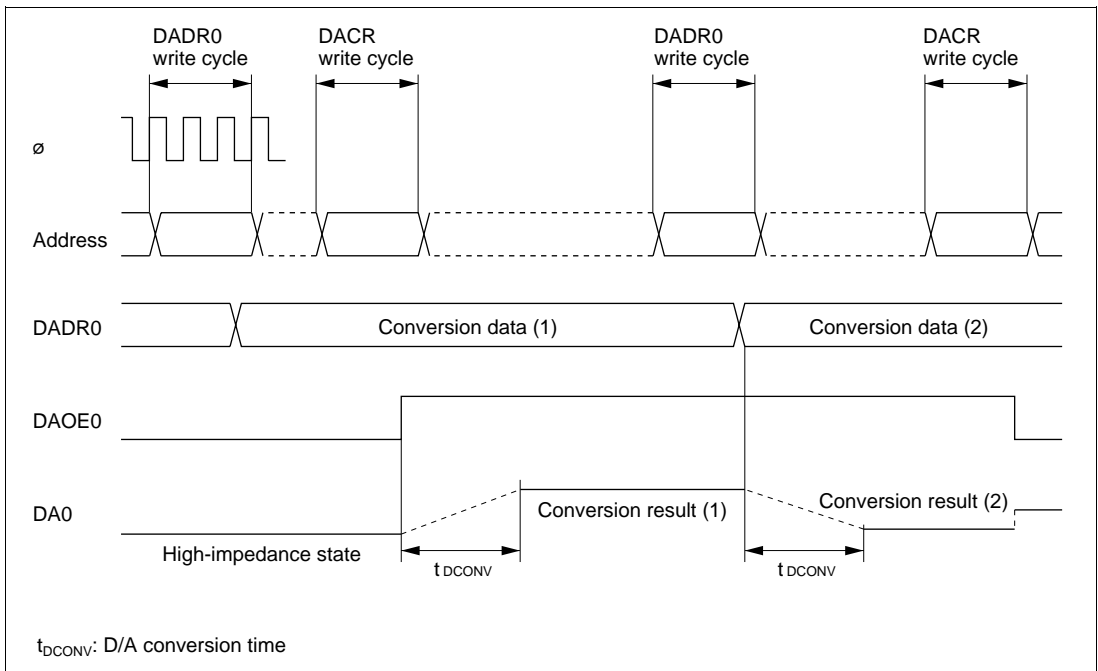 DADR0 write cycle
DACR write cycle
DADR0 write cycle
DACR write cycle
ø
Address
DADR0
Conversion data (1)
Conversion data (2)
DAOE0
DA0
Conversion result (1)
Conversion result (2)
High-impedance state
t DCONV
t DCONV
tDCONV: D/A conversion time